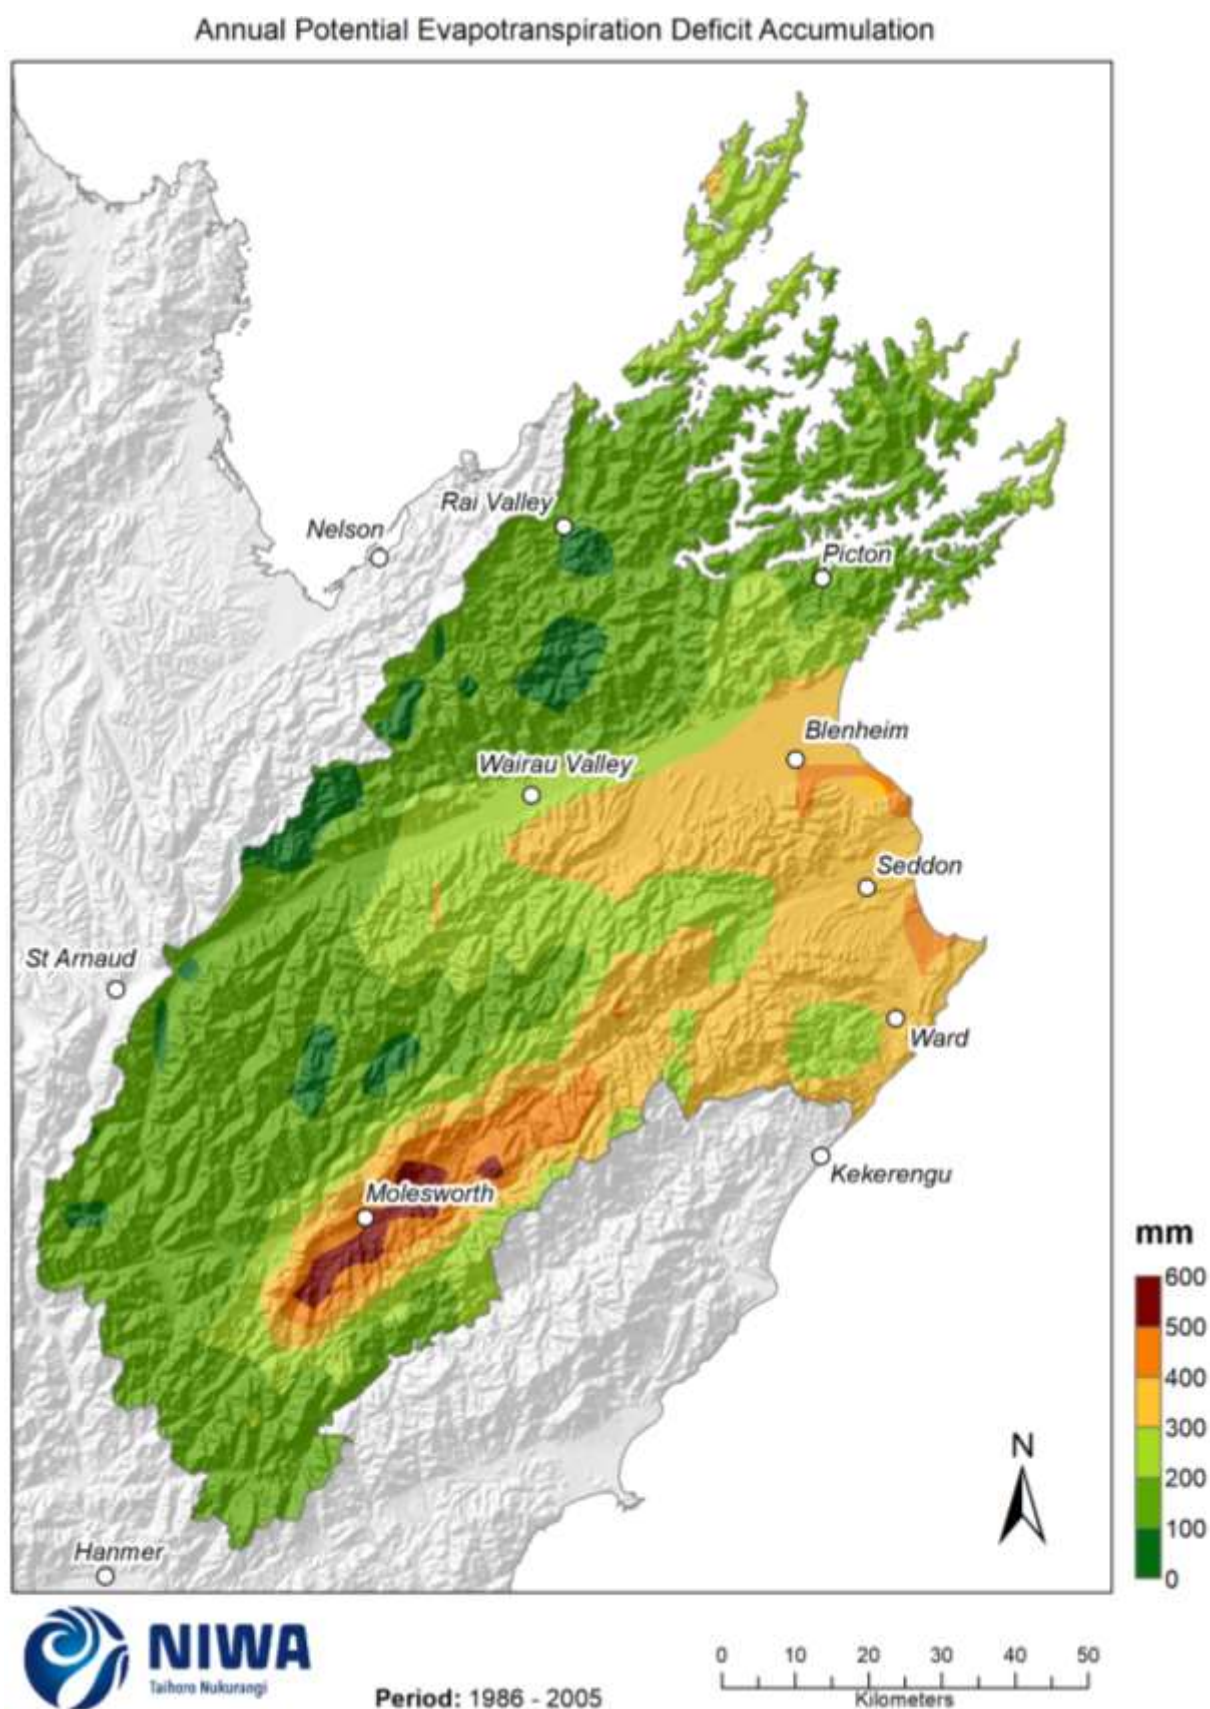 Annual Potential Evapotranspiration Deficit Accumulation
Rai Valley
Nelson
Picton
Blenheim
Wairau Valley
Seddon
St Arnaud
Ward
Kekerengu
Molesworth
mm
600
500
400
300
200
100
0
N
Hanmer
NIWA
Taihoro Nukurangi
Period: 1986 - 2005
0 10 20 30 40 50
Kilometers